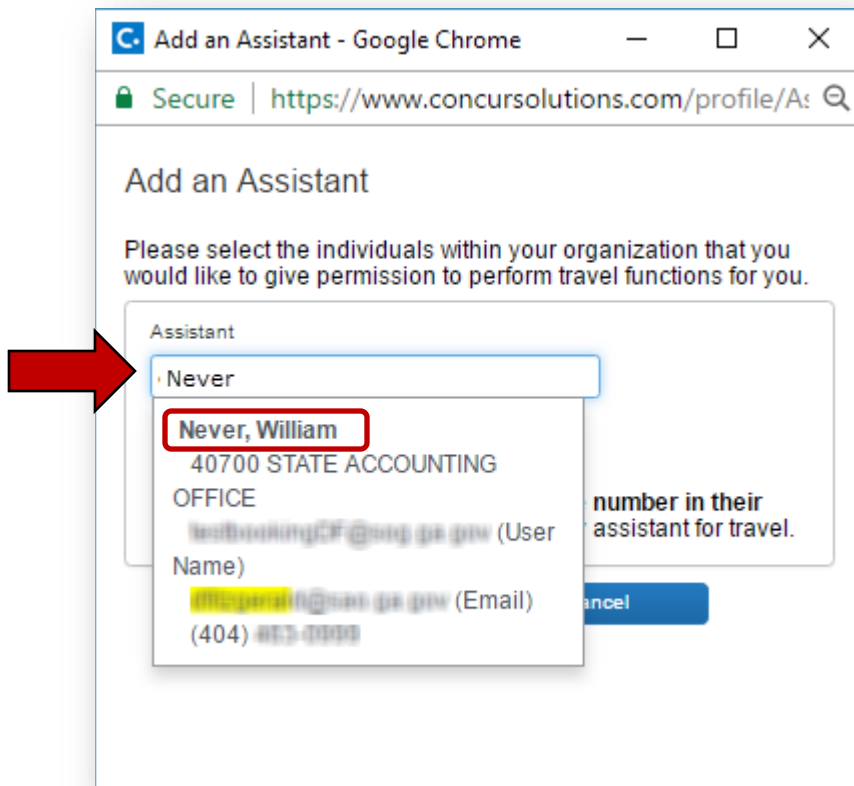 Add an Assistant - Google Chrome
Secure | https://www.concursolutions.com/profile/As
Add an Assistant
Please select the individuals within your organization that you
would like to give permission to perform travel functions for you.
Assistant
Never
Never, William
40700 STATE ACCOUNTING
OFFICE
number in their
(User
assistant for travel.
Name)
(Email)
ancel
(404)